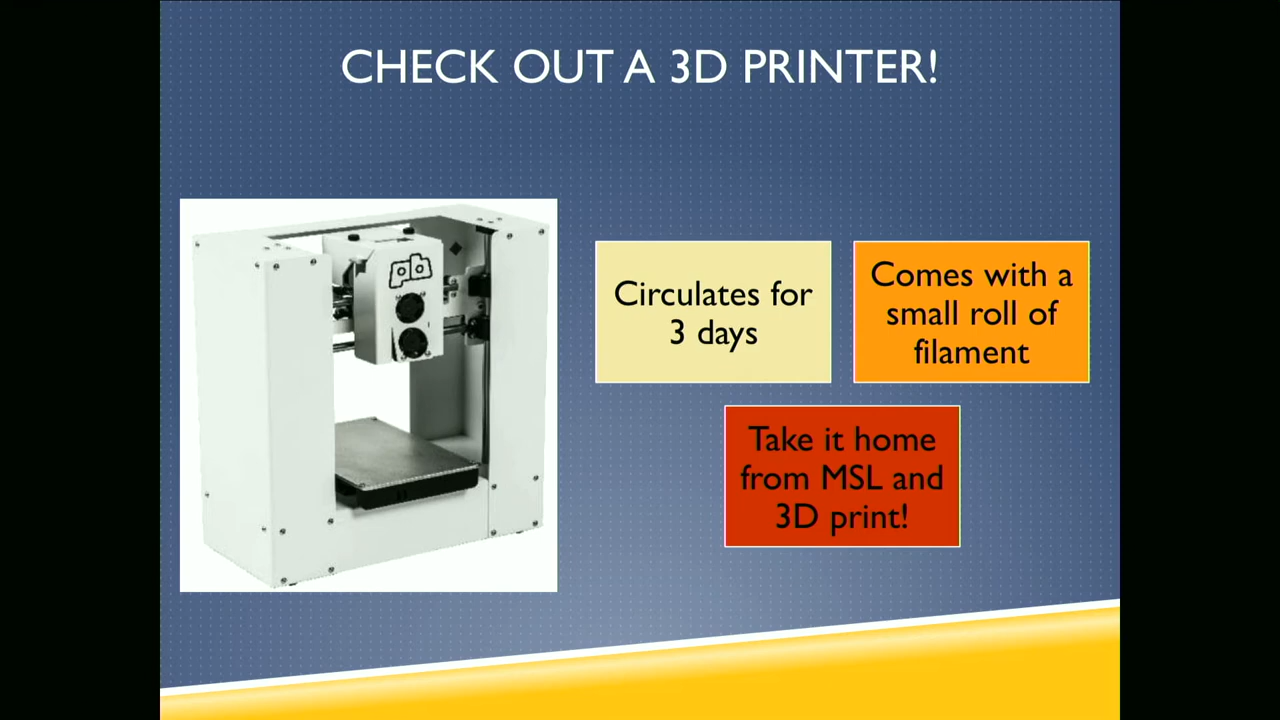 CHECK OUT A 3D PRINTER!
pb
Circulates for
3 days
Comes with a
small roll of
filament
Take it home
from MSL and
3D print!